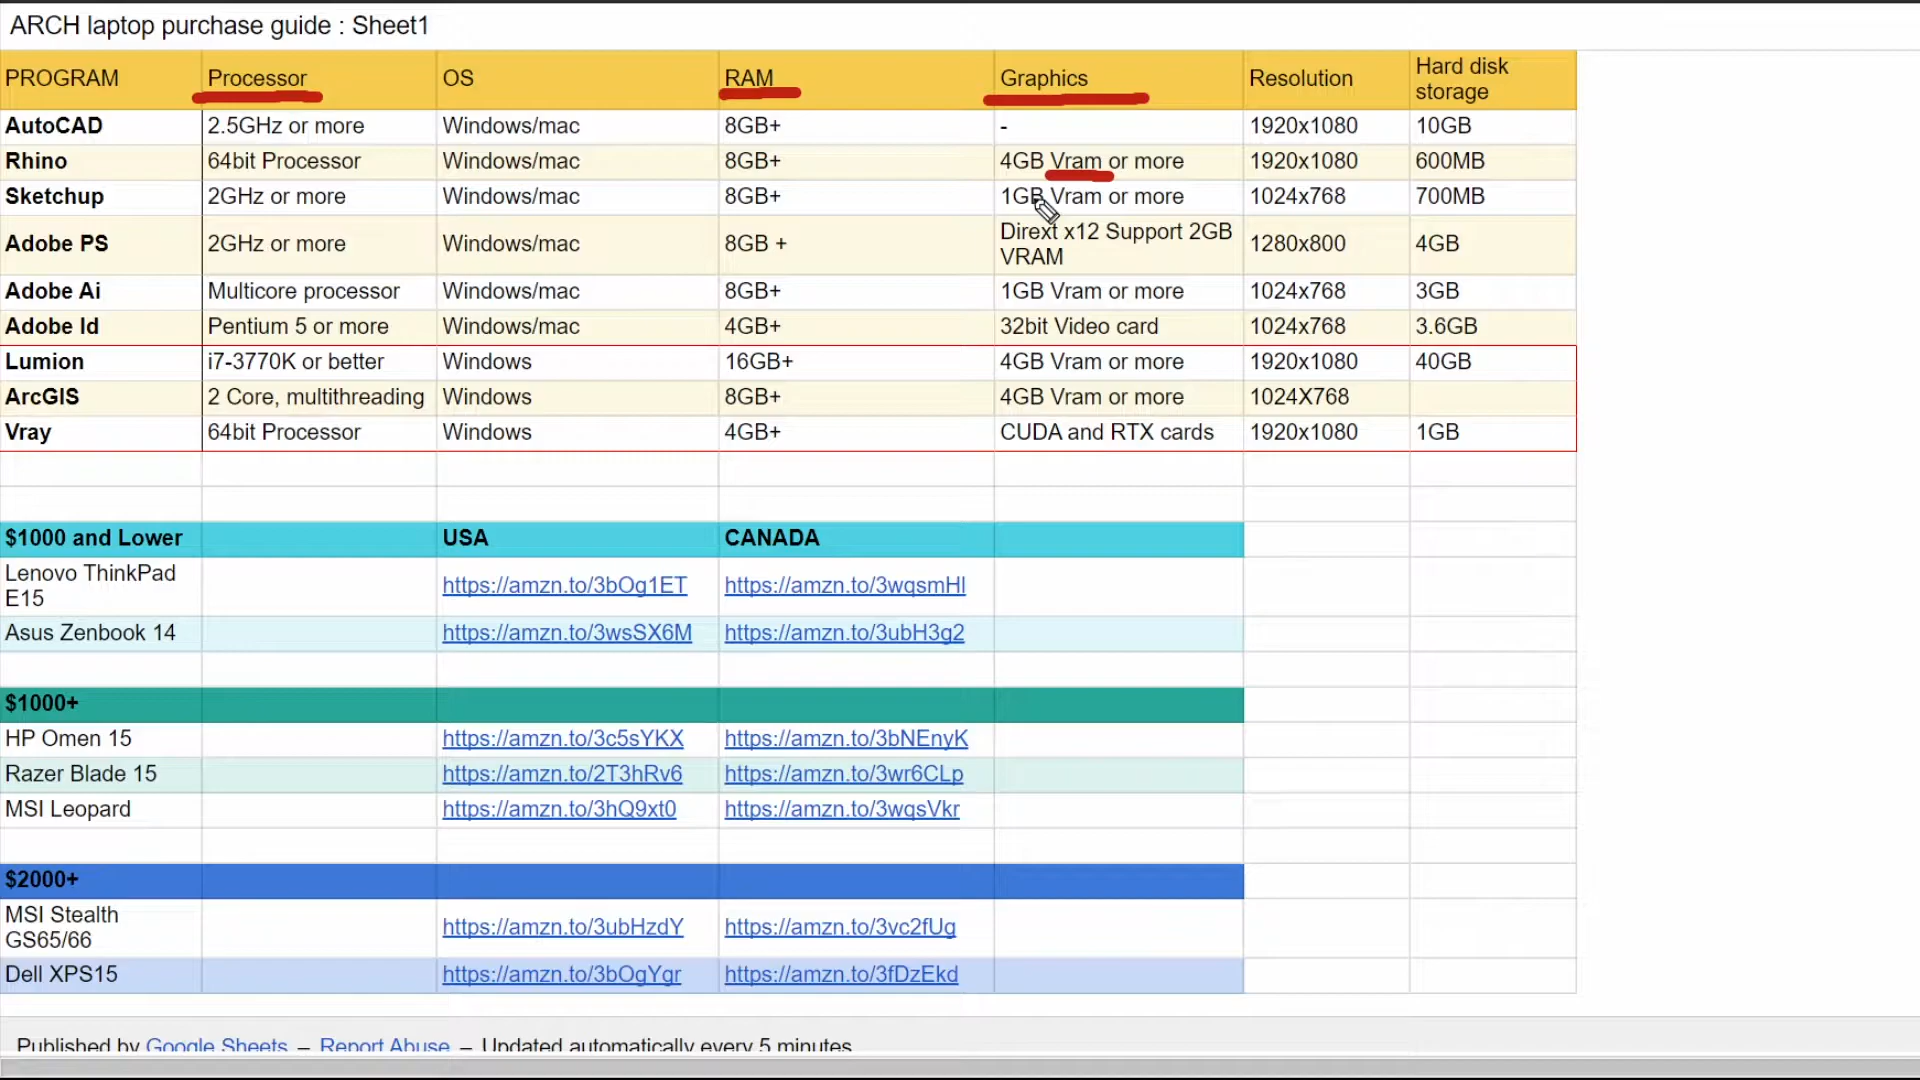 ARCH laptop purchase guide : Sheet1
PROGRAM Processor OS RAM Graphics Resolution Hard disk storage
AutoCAD 2.5GHz or more Windows/mac 8GB+ - 1920x1080 10GB
Rhino 64bit Processor Windows/mac 8GB+ 4GB Vram or more 1920x1080 600MB
Sketchup 2GHz or more Windows/mac 8GB+ 1GB Vram or more 1024x768 700MB
Adobe PS 2GHz or more Windows/mac 8GB + Dirext x12 Support 2GB VRAM 1280x800 4GB
Adobe Ai Multicore processor Windows/mac 8GB+ 1GB Vram or more 1024x768 3GB
Adobe Id Pentium 5 or more Windows/mac 4GB+ 32bit Video card 1024x768 3.6GB
Lumion i7-3770K or better Windows 16GB+ 4GB Vram or more 1920x1080 40GB
ArcGIS 2 Core, multithreading Windows 8GB+ 4GB Vram or more 1024X768
Vray 64bit Processor Windows 4GB+ CUDA and RTX cards 1920x1080 1GB
$1000 and Lower USA CANADA
Lenovo ThinkPad E15 https://amzn.to/3bOg1ET https://amzn.to/3wqsmHl
Asus Zenbook 14 https://amzn.to/3wsSX6M https://amzn.to/3ubH3g2
$1000+
HP Omen 15 https://amzn.to/3c5sYKX https://amzn.to/3bNEnyK
Razer Blade 15 https://amzn.to/2T3hRv6 https://amzn.to/3wr6CLp
MSI Leopard https://amzn.to/3hQ9xt0 https://amzn.to/3wqsVkr
$2000+
MSI Stealth GS65/66 https://amzn.to/3ubHzdY https://amzn.to/3vc2fUg
Dell XPS15 https://amzn.to/3bOgYgr https://amzn.to/3fDzEkd
Published by Google Sheets – Report Abuse – Updated automatically every 5 minutes